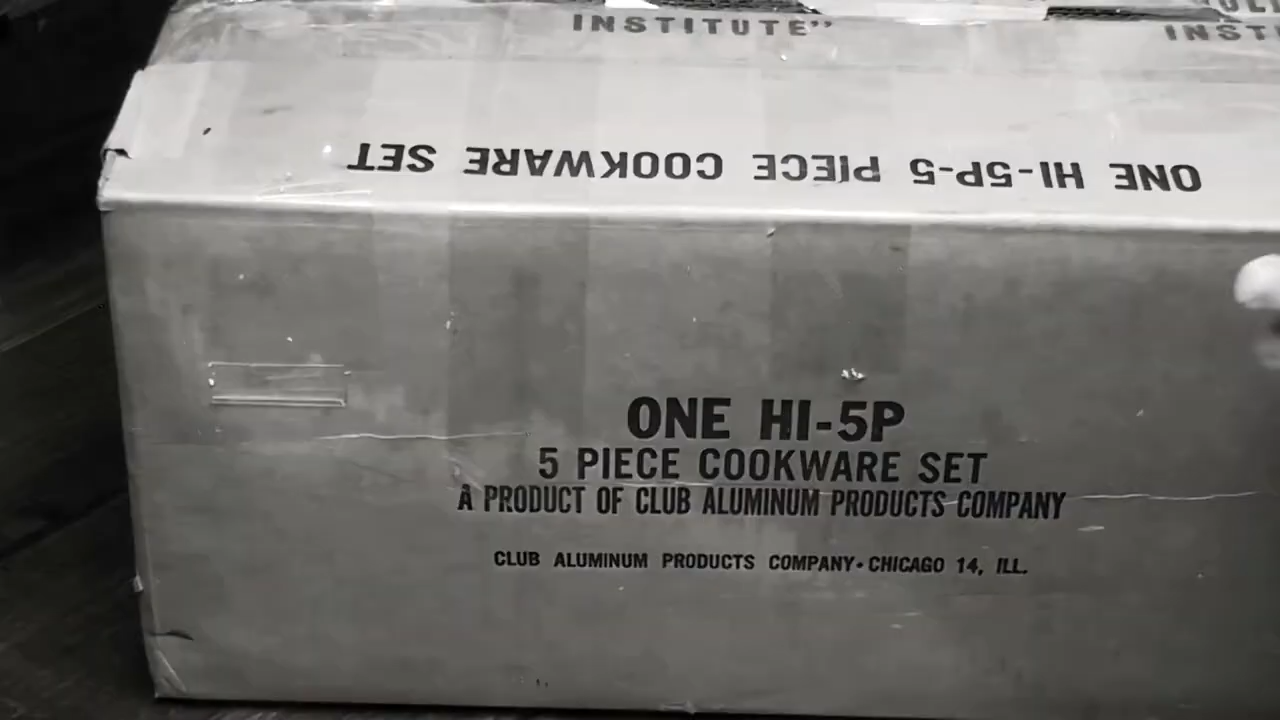 INSTITUTE”
INST
ONE HI-5P-5 PIECE COOKWARE SET
ONE HI-5P
5 PIECE COOKWARE SET
A PRODUCT OF CLUB ALUMINUM PRODUCTS COMPANY
CLUB ALUMINUM PRODUCTS COMPANY • CHICAGO 14, ILL.